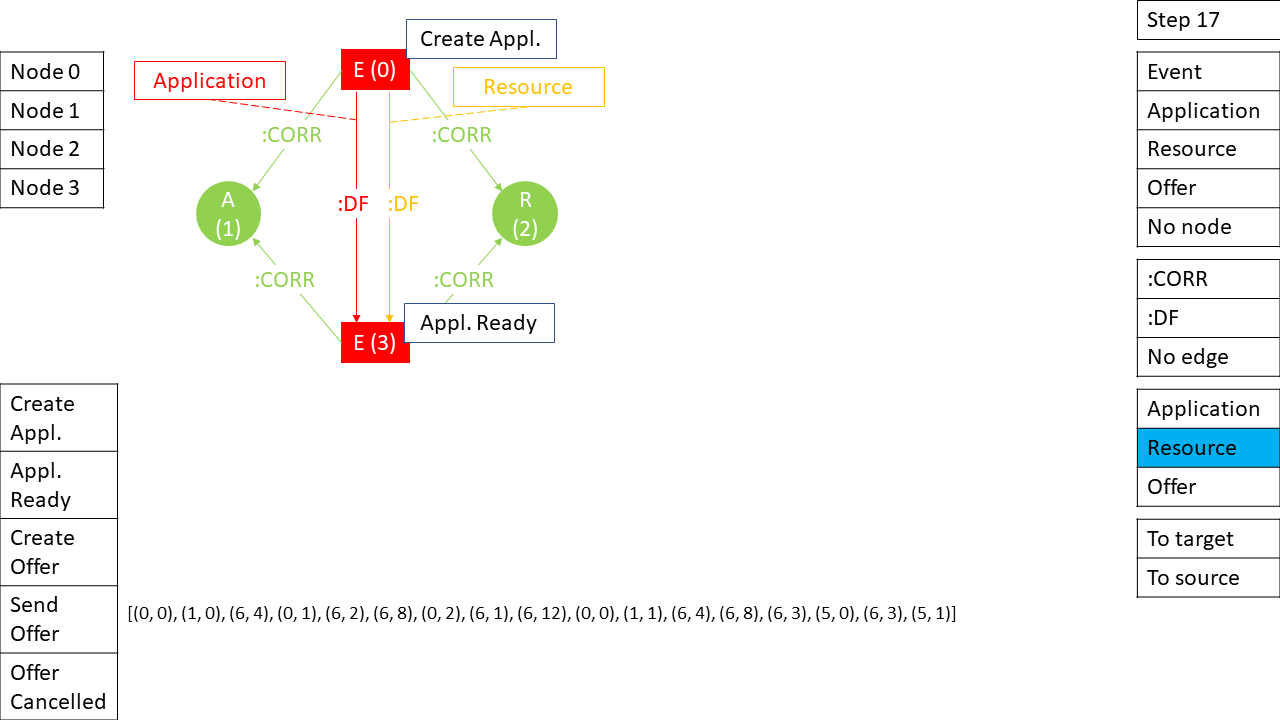 Step 17
Create Appl.
E (0)
Application
Resource
:CORR
:CORR
A
(1)
:DF
:DF
R
(2)
:CORR
:CORR
Appl. Ready
E (3)
Node 0
Node 1
Node 2
Node 3
Create
Appl.
Appl.
Ready
Create
Offer
Send
Offer
Offer
Cancelled
[(0, 0), (1, 0), (6, 4), (0, 1), (6, 2), (6, 8), (0, 2), (6, 1), (6, 12), (0, 0), (1, 1), (6, 4), (6, 8), (6, 3), (5, 0), (6, 3), (5, 1)]
Event
Application
Resource
Offer
No node
:CORR
:DF
No edge
Application
Resource
Offer
To target
To source